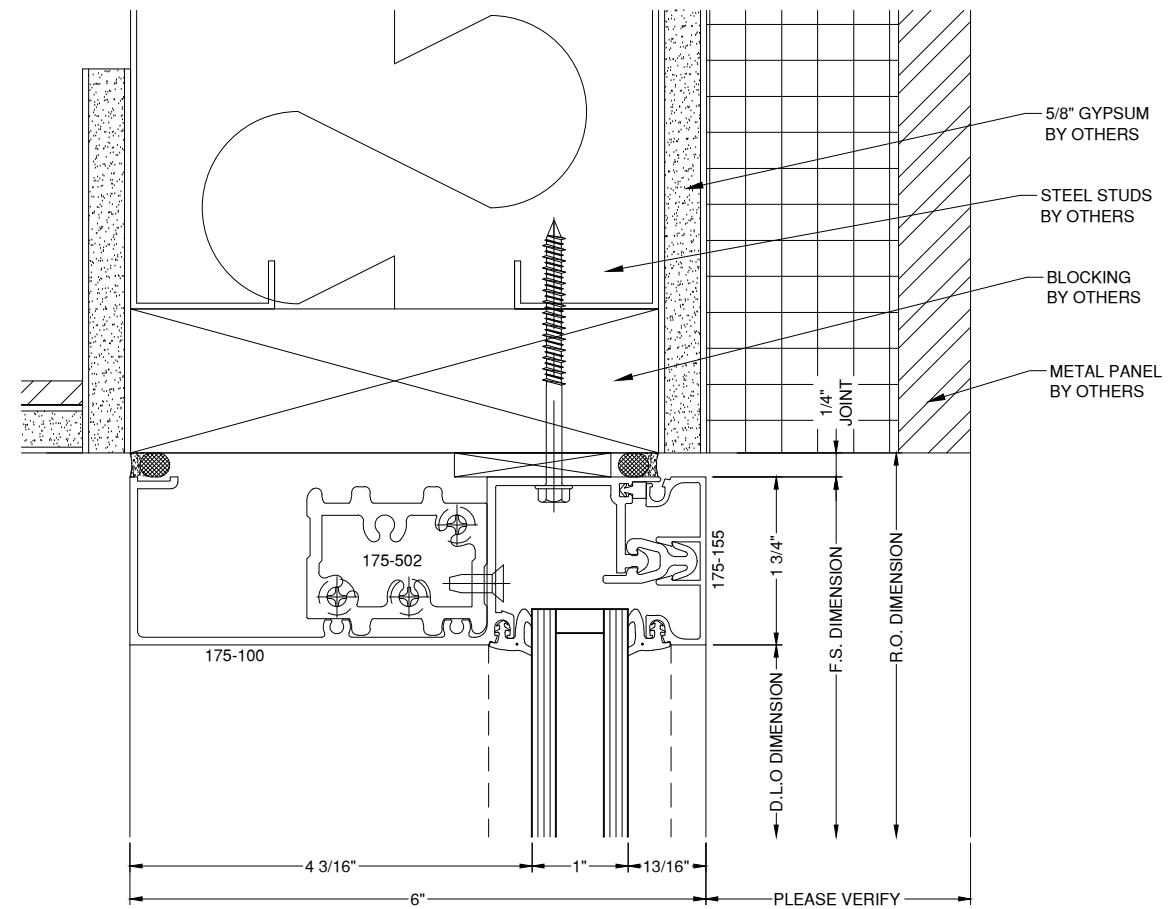 5/8" GYPSUM
BY OTHERS
STEEL STUDS
BY OTHERS
BLOCKING
BY OTHERS
METAL PANEL
BY OTHERS
1/4"
JOINT
175-502
175-155
1 3/4"
F.S. DIMENSION
R.O. DIMENSION
175-100
D.L.O DIMENSION
4 3/16"
1"
13/16"
6"
PLEASE VERIFY